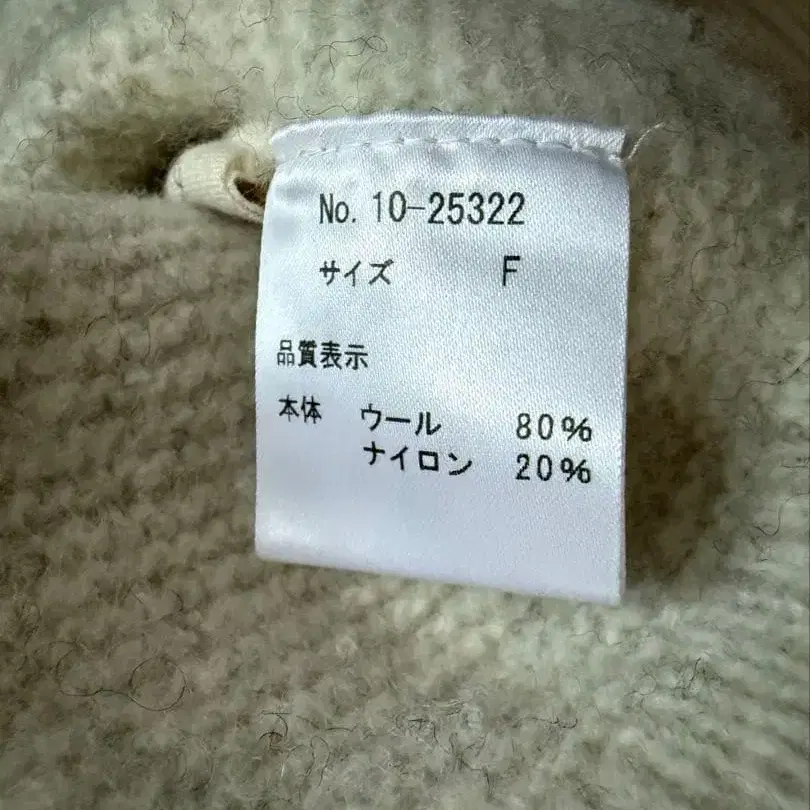 No. 10-25322
サイズ F
品質表示
本体 ウール 80%
ナイロン 20%